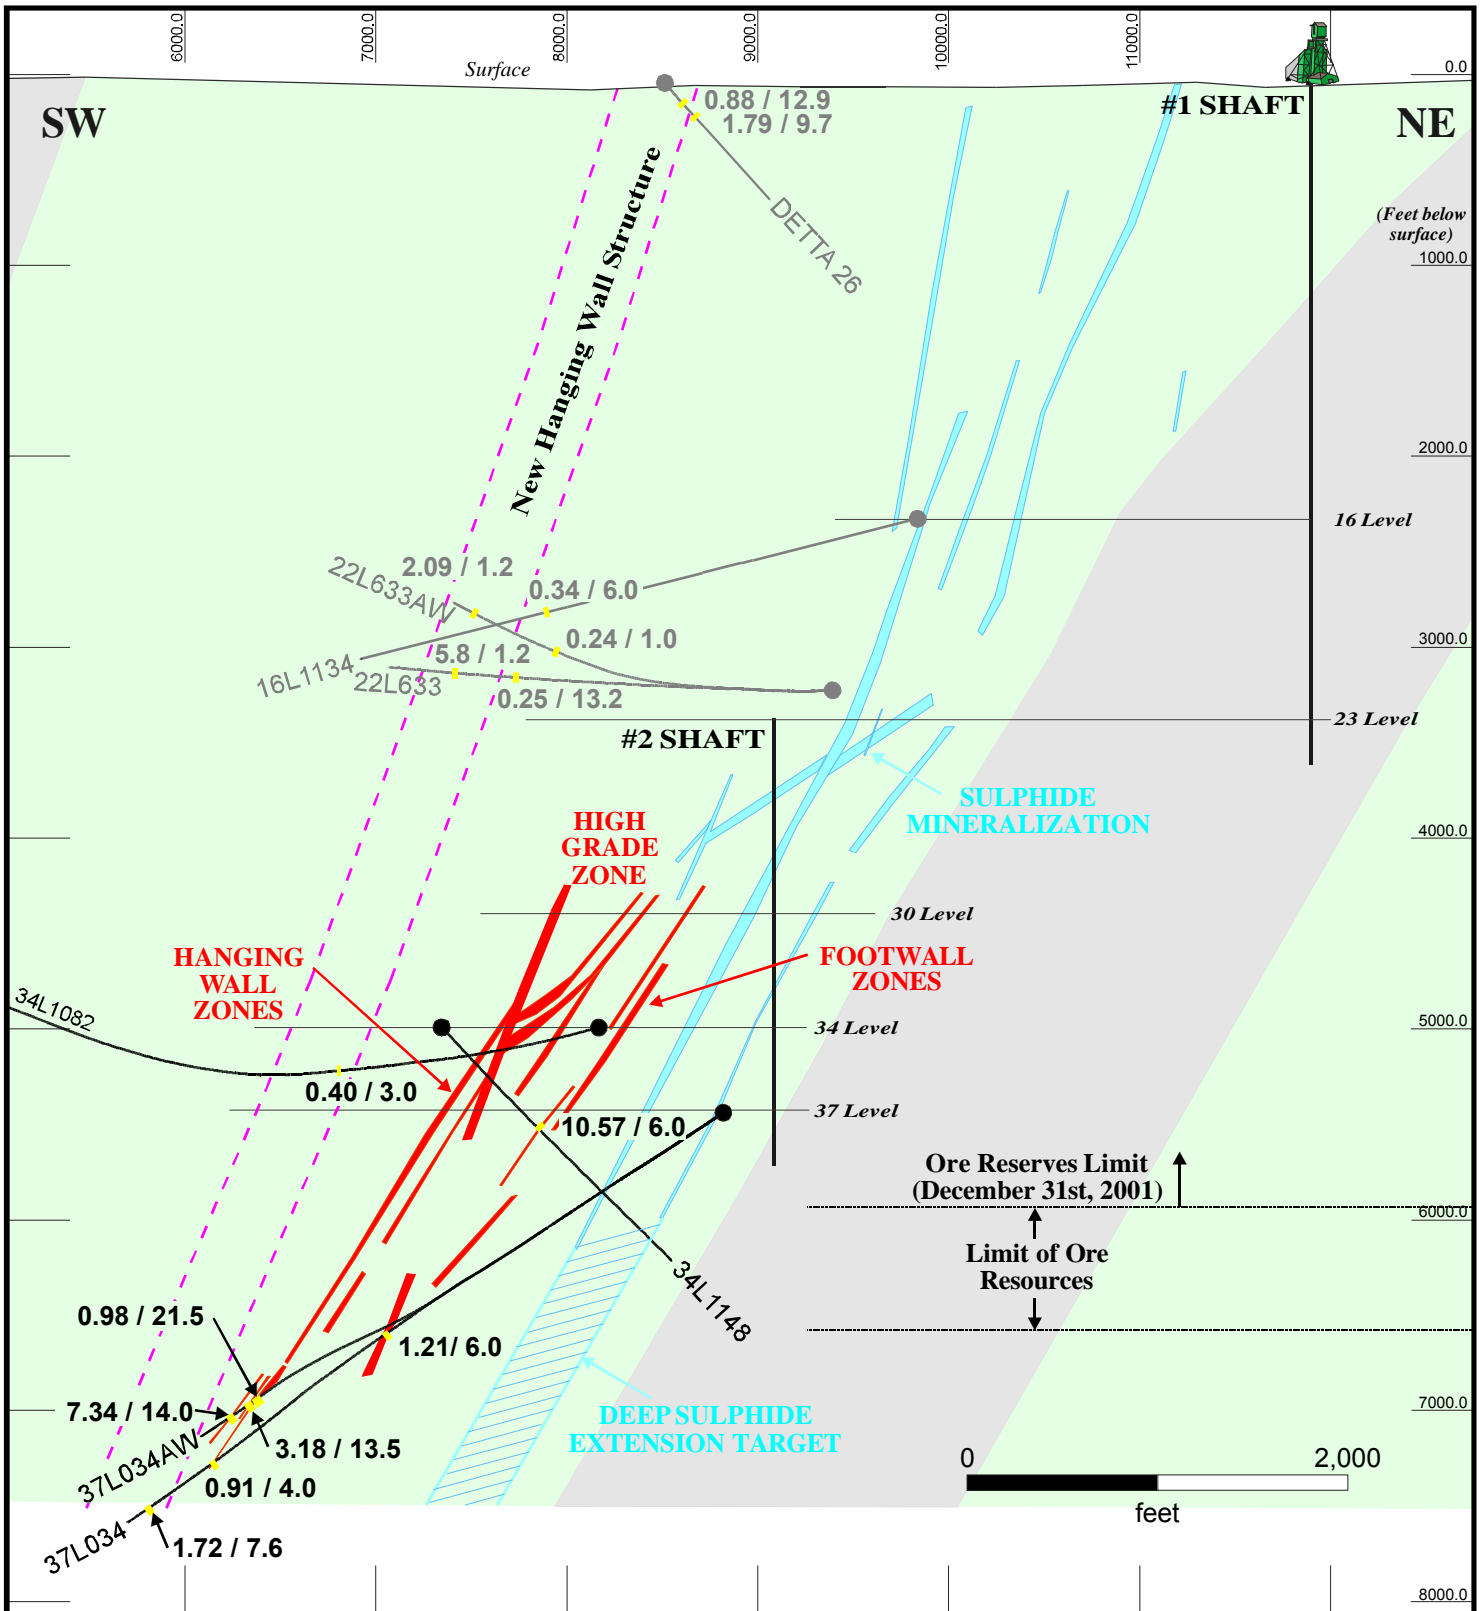 6000.0
7000.0
8000.0
9000.0
10000.0
11000.0
Surface
0.0
SW
NE
#1 SHAFT
0.88 / 12.9
1.79 / 9.7
DETTA 26
New Hanging Wall Structure
(Feet below
surface)
1000.0
2000.0
16 Level
2.09 / 1.2
22L633AW
0.34 / 6.0
0.24 / 1.0
3000.0
5.8 / 1.2
16L1134
22L633
0.25 / 13.2
23 Level
#2 SHAFT
SULPHIDE
MINERALIZATION
4000.0
HIGH
GRADE
ZONE
30 Level
HANGING
WALL
ZONES
FOOTWALL
ZONES
34L1082
34 Level
5000.0
0.40 / 3.0
37 Level
10.57 / 6.0
Ore Reserves Limit
(December 31st, 2001)
6000.0
Limit of Ore
Resources
34L1148
0.98 / 21.5
1.21/ 6.0
7.34 / 14.0
7000.0
DEEP SULPHIDE
EXTENSION TARGET
37L034AW
3.18 / 13.5
0.91 / 4.0
0
2,000
feet
37L034
1.72 / 7.6
8000.0